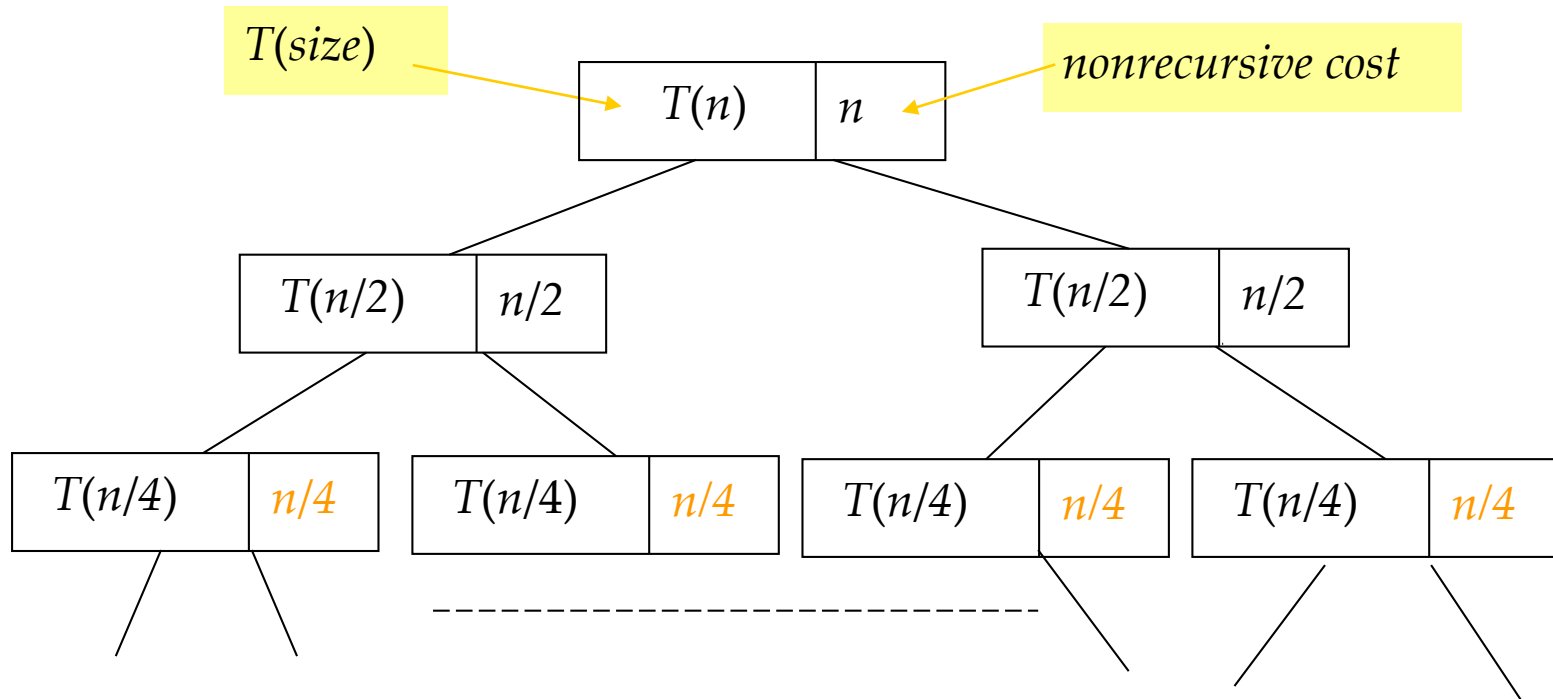 T(size)
nonrecursive cost
T(n) n
T(n/2) n/2
T(n/2) n/2
T(n/4) n/4
T(n/4) n/4
T(n/4) n/4
T(n/4) n/4